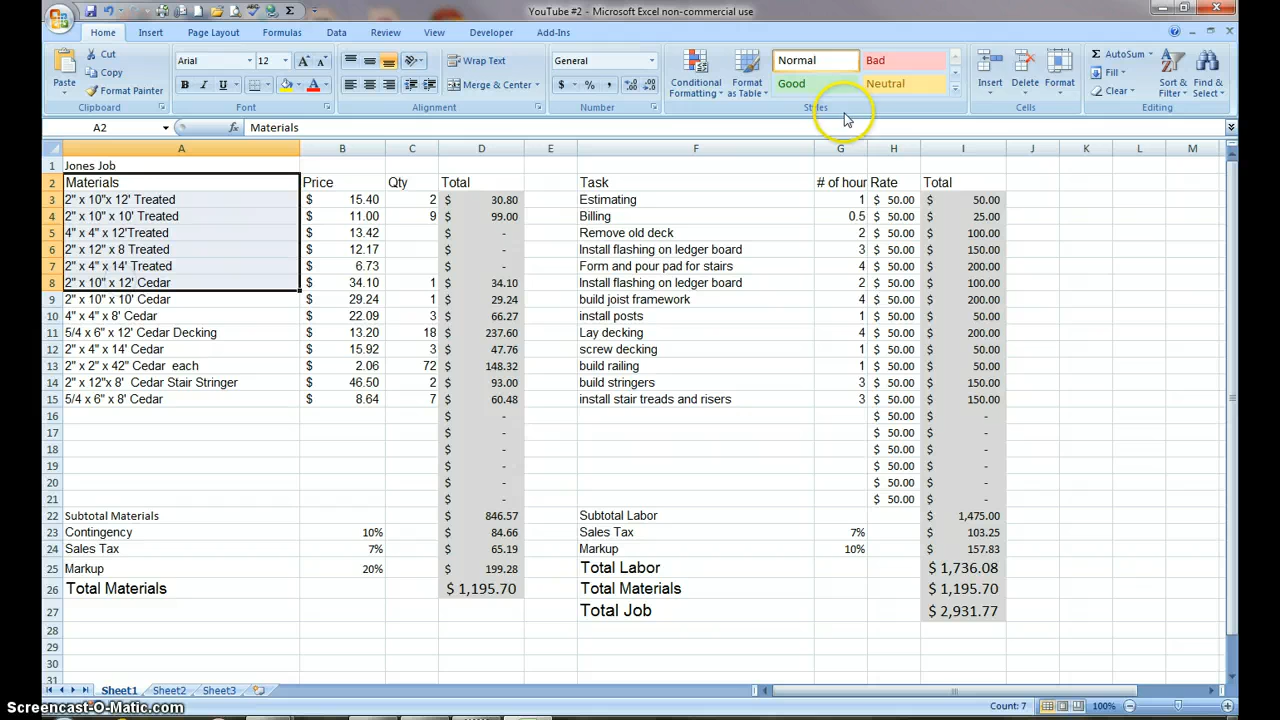 YouTube #2 - Microsoft Excel non-commercial use
Home Insert Page Layout Formulas Data Review View Developer Add-Ins
Paste Cut Copy Format Painter Clipboard
Arial 12 A A B I U A Font
Wrap Text Merge & Center Alignment
General $ % , .0 .00 Number
Conditional Formatting Format as Table Normal Bad Good Neutral Styles
Insert Delete Format Cells
AutoSum Fill Clear Sort & Filter Find & Select Editing
A2 fx Materials
A B C D E F G H I J K L M
1 Jones Job
2 Materials Price Qty Total Task # of hour Rate Total
3 2" x 10"x 12' Treated $ 15.40 2 $ 30.80 Estimating 1 $ 50.00 $ 50.00
4 2" x 10" x 10' Treated $ 11.00 9 $ 99.00 Billing 0.5 $ 50.00 $ 25.00
5 4" x 4" x 12'Treated $ 13.42 $ - Remove old deck 2 $ 50.00 $ 100.00
6 2" x 12" x 8 Treated $ 12.17 $ - Install flashing on ledger board 3 $ 50.00 $ 150.00
7 2" x 4" x 14' Treated $ 6.73 $ - Form and pour pad for stairs 4 $ 50.00 $ 200.00
8 2" x 10" x 12' Cedar $ 34.10 1 $ 34.10 Install flashing on ledger board 2 $ 50.00 $ 100.00
9 2" x 10" x 10' Cedar $ 29.24 1 $ 29.24 build joist framework 4 $ 50.00 $ 200.00
10 4" x 4" x 8' Cedar $ 22.09 3 $ 66.27 install posts 1 $ 50.00 $ 50.00
11 5/4 x 6" x 12' Cedar Decking $ 13.20 18 $ 237.60 Lay decking 4 $ 50.00 $ 200.00
12 2" x 4" x 14' Cedar $ 15.92 3 $ 47.76 screw decking 1 $ 50.00 $ 50.00
13 2" x 2" x 42" Cedar each $ 2.06 72 $ 148.32 build railing 1 $ 50.00 $ 50.00
14 2" x 12"x 8' Cedar Stair Stringer $ 46.50 2 $ 93.00 build stringers 3 $ 50.00 $ 150.00
15 5/4 x 6" x 8' Cedar $ 8.64 7 $ 60.48 install stair treads and risers 3 $ 50.00 $ 150.00
16 $ - $ 50.00 $ -
17 $ - $ 50.00 $ -
18 $ - $ 50.00 $ -
19 $ - $ 50.00 $ -
20 $ - $ 50.00 $ -
21 $ - $ 50.00 $ -
22 Subtotal Materials $ 846.57 Subtotal Labor $ 1,475.00
23 Contingency 10% $ 84.66 Sales Tax 7% $ 103.25
24 Sales Tax 7% $ 65.19 Markup 10% $ 157.83
25 Markup 20% $ 199.28 Total Labor $ 1,736.08
26 Total Materials $ 1,195.70 Total Materials $ 1,195.70
27 Total Job $ 2,931.77
28
29
30
31
Sheet1 Sheet2 Sheet3
Screencast-O-Matic.com Count: 7 100%